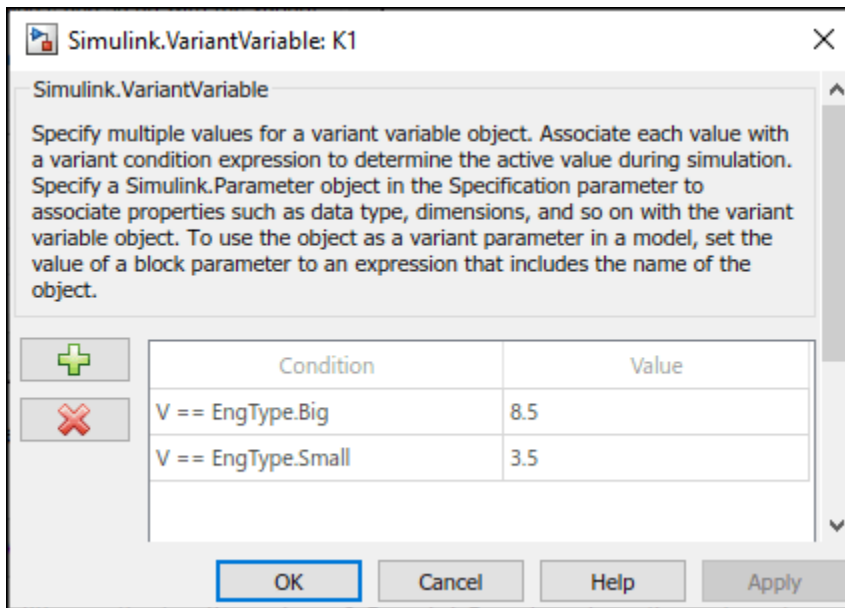 Simulink.VariantVariable: K1
Simulink.VariantVariable
Specify multiple values for a variant variable object. Associate each value with
a variant condition expression to determine the active value during simulation.
Specify a Simulink.Parameter object in the Specification parameter to
associate properties such as data type, dimensions, and so on with the variant
variable object. To use the object as a variant parameter in a model, set the
value of a block parameter to an expression that includes the name of the
object.
Condition Value
V == EngType.Big 8.5
V == EngType.Small 3.5
OK Cancel Help Apply